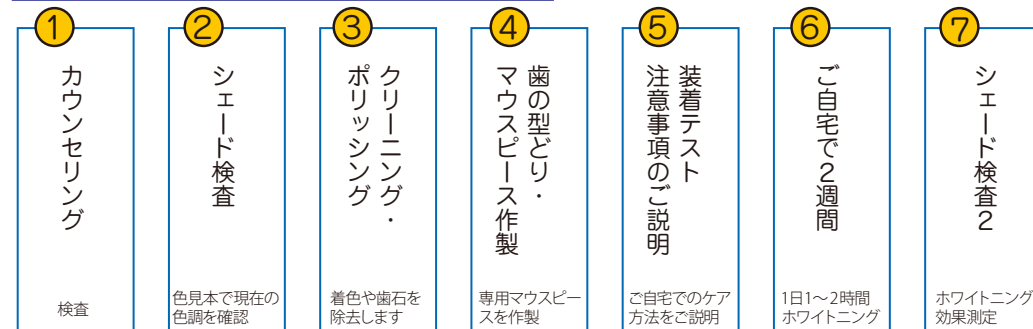 1
カウンセリング
検査
2
シェード検査
色見本で現在の
色調を確認
3
クリーニング・
ポリッシング
着色や歯石を
除去します
4
歯の型どり・
マウスピース作製
専用マウスピー
スを作製
5
装着テスト
注意事項のご説明
ご自宅でのケア
方法をご説明
6
ご自宅で2週間
1日1〜2時間
ホワイトニング
7
シェード検査2
ホワイトニング
効果測定